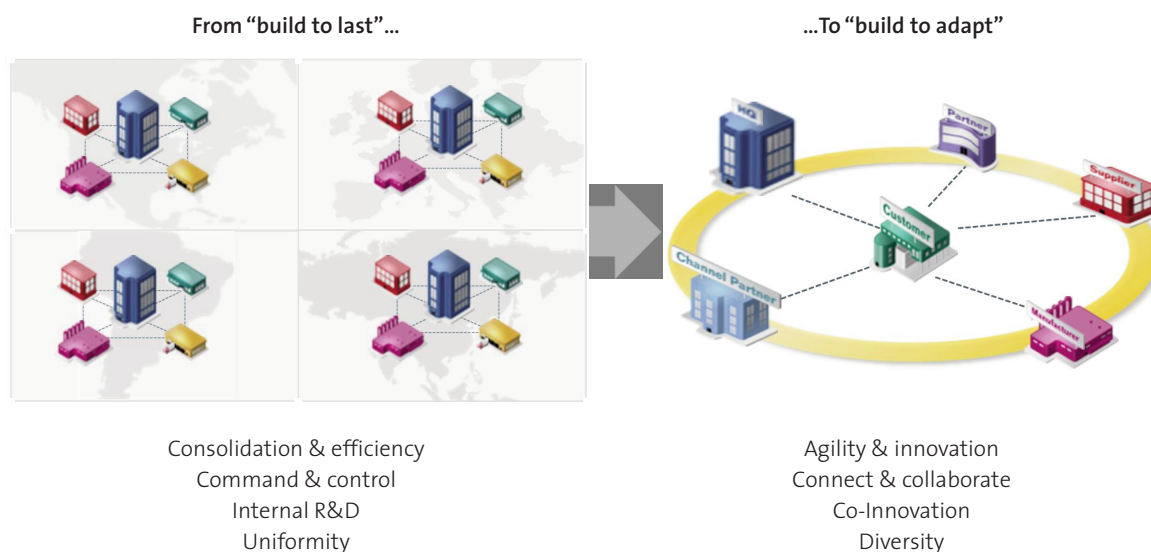 From “build to last”...
...To “build to adapt”
HQ
Partner
Supplier
Customer
Channel Partner
Manufacturer
Consolidation & efficiency
Command & control
Internal R&D
Uniformity
Agility & innovation
Connect & collaborate
Co-Innovation
Diversity